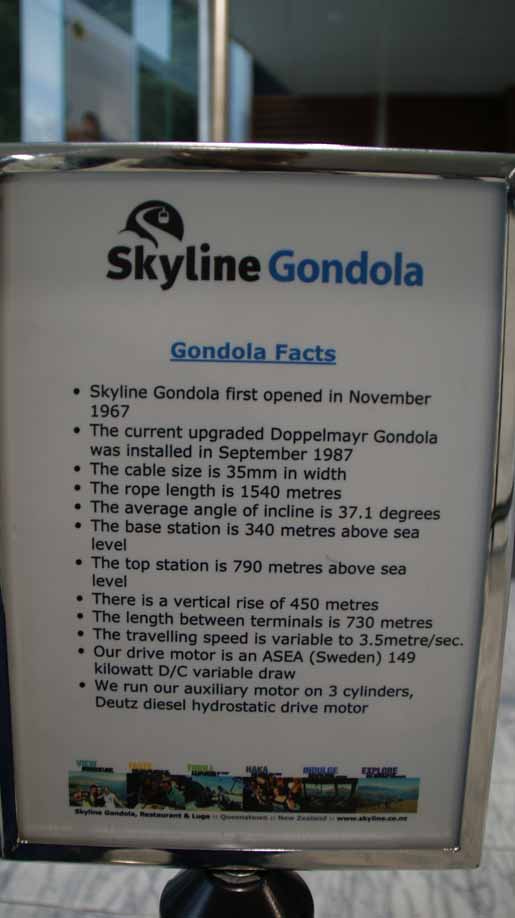 Skyline Gondola
Gondola Facts
• Skyline Gondola first opened in November
1967
• The current upgraded Doppelmayr Gondola
was installed in September 1987
• The cable size is 35mm in width
• The rope length is 1540 metres
• The average angle of incline is 37.1 degrees
• The base station is 340 metres above sea
level
• The top station is 790 metres above sea
level
• There is a vertical rise of 450 metres
• The length between terminals is 730 metres
• The travelling speed is variable to 3.5metre/sec.
• Our drive motor is an ASEA (Sweden) 149
kilowatt D/C variable draw
• We run our auxiliary motor on 3 cylinders,
Deutz diesel hydrostatic drive motor
VIEW TASTE THRILL HAKA INDULGE EXPLORE
Skyline Gondola, Restaurant & Luge :: Queenstown :: New Zealand :: www.skyline.co.nz